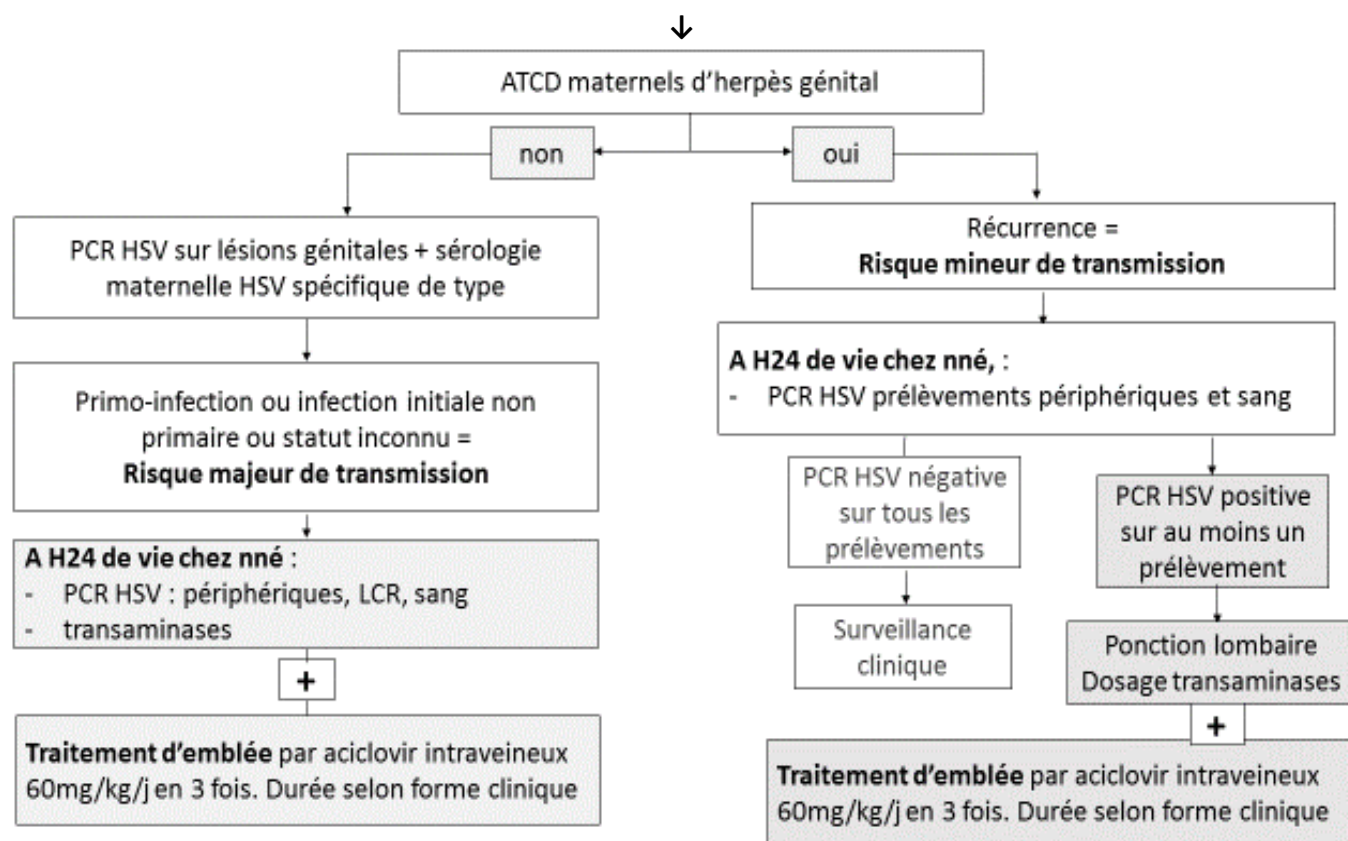 ATCD maternels d'herpès génital
non
oui
PCR HSV sur lésions génitales + sérologie
maternelle HSV spécifique de type
Primo-infection ou infection initiale non
primaire ou statut inconnu =
Risque majeur de transmission
A H24 de vie chez nné :
- PCR HSV : périphériques, LCR, sang
- transaminases
+
Traitement d'emblée par aciclovir intraveineux
60mg/kg/j en 3 fois. Durée selon forme clinique
Récurrence =
Risque mineur de transmission
A H24 de vie chez nné, :
- PCR HSV prélèvements périphériques et sang
PCR HSV négative
sur tous les
prélèvements
Surveillance
clinique
PCR HSV positive
sur au moins un
prélèvement
Ponction lombaire
Dosage transaminases
+
Traitement d'emblée par aciclovir intraveineux
60mg/kg/j en 3 fois. Durée selon forme clinique